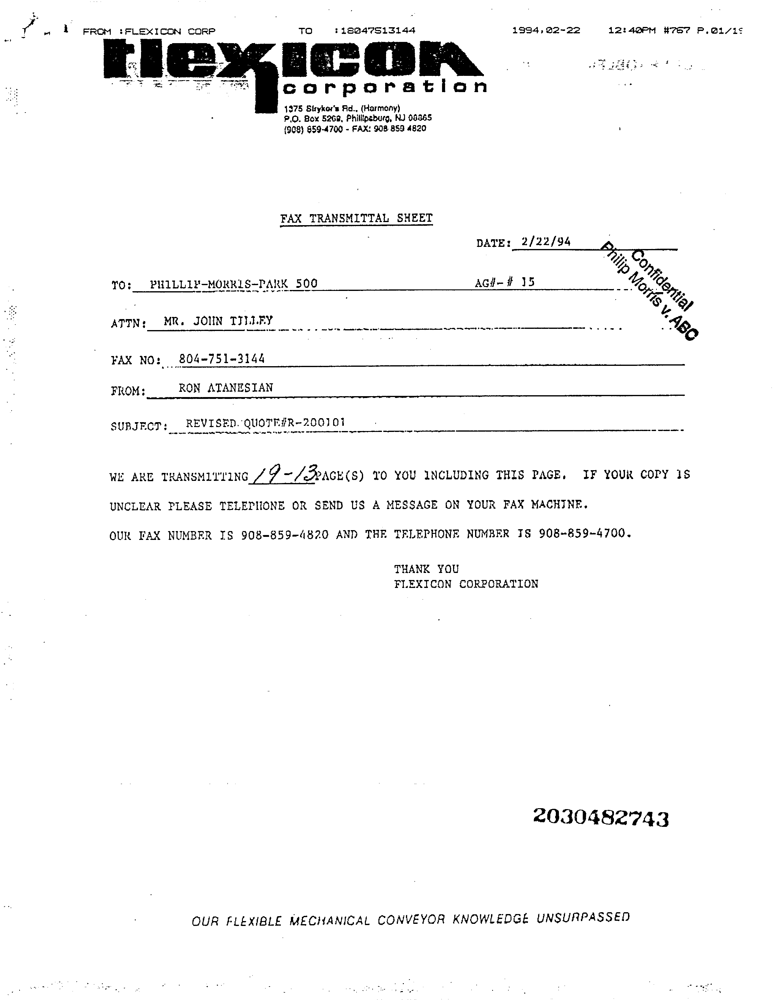 FROM :FLEXICON CORP TO :18047513144 1994,02-22 12:40PM #767 P.01/19
flexicon
corporation
1375 Stryker's Rd., (Harmony)
P.O. Box 5269, Phillipsburg, NJ 08865
(908) 859-4700 - FAX: 908 859 4820
FAX TRANSMITTAL SHEET
DATE: 2/22/94
Confidential
Philip Morris v. ABC
TO: PHILLIP-MORRIS-PARK 500 AG#-# 15
ATTN: MR. JOHN TILLEY
FAX NO: 804-751-3144
FROM: RON ATANESIAN
SUBJECT: REVISED QUOTE#R-200101
WE ARE TRANSMITTING 19-13 PAGE(S) TO YOU INCLUDING THIS PAGE. IF YOUR COPY IS
UNCLEAR PLEASE TELEPHONE OR SEND US A MESSAGE ON YOUR FAX MACHINE.
OUR FAX NUMBER IS 908-859-4820 AND THE TELEPHONE NUMBER IS 908-859-4700.
THANK YOU
FLEXICON CORPORATION
2030482743
OUR FLEXIBLE MECHANICAL CONVEYOR KNOWLEDGE UNSURPASSED